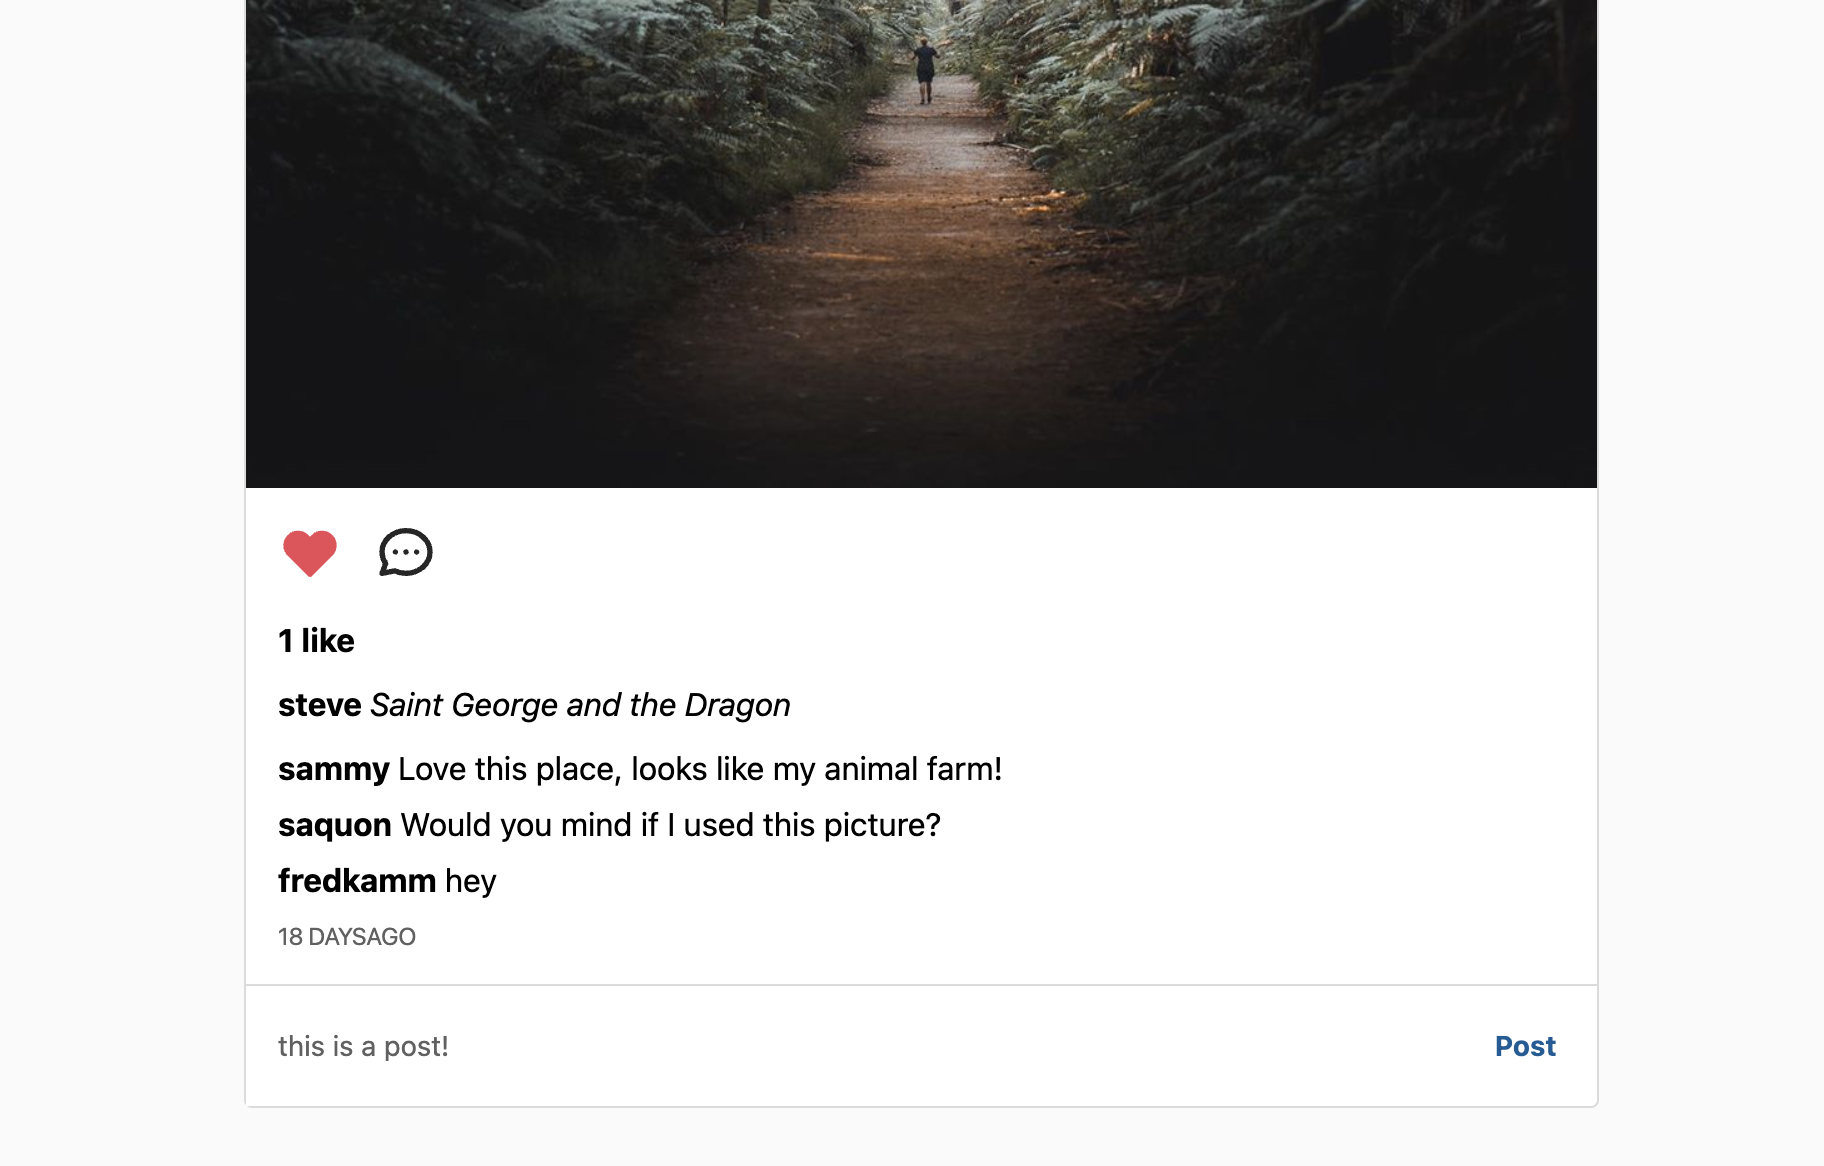 1 like
steve Saint George and the Dragon
sammy Love this place, looks like my animal farm!
saquon Would you mind if I used this picture?
fredkamm hey
18 DAYSAGO
this is a post! Post